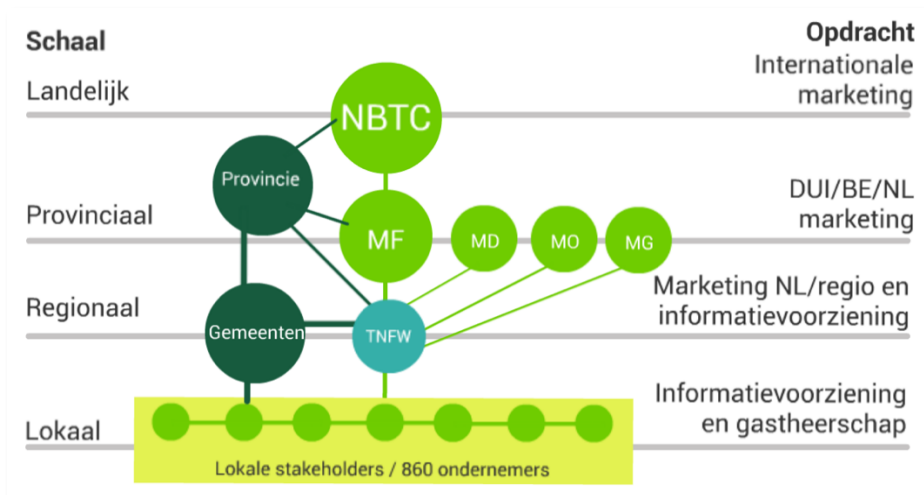 Schaal
Opdracht
Landelijk
Internationale
marketing
NBTC
Provincie
Provinciaal
DUI/BE/NL
marketing
MF
MD
MO
MG
Regionaal
Marketing NL/regio en
informatievoorziening
Gemeenten
TNFW
Lokaal
Informatievoorziening
en gastheerschap
Lokale stakeholders / 860 ondernemers